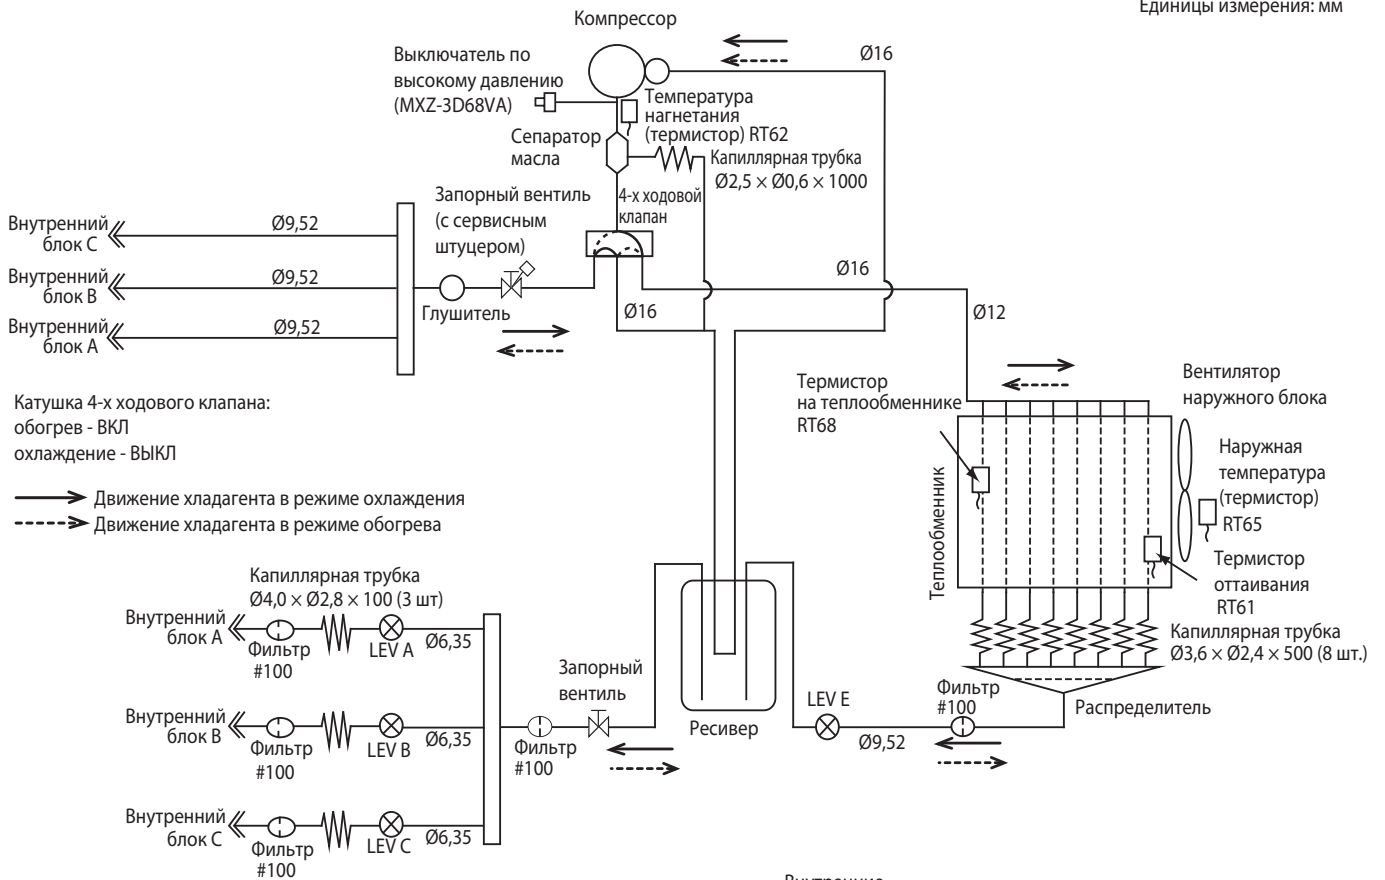 Единицы измерения: мм
Компрессор
Выключатель по
высокому давлению
(MXZ-3D68VA)
Ø16
Температура
нагнетания
(термистор) RT62
Сепаратор
масла
Капиллярная трубка
Ø2,5 × Ø0,6 × 1000
4-х ходовой
клапан
Запорный вентиль
(с сервисным
штуцером)
Внутренний
блок C
Ø9,52
Внутренний
блок B
Ø9,52
Внутренний
блок A
Ø9,52
Глушитель
Ø16
Ø16
Ø12
Катушка 4-х ходового клапана:
обогрев - ВКЛ
охлаждение - ВЫКЛ
Движение хладагента в режиме охлаждения
Движение хладагента в режиме обогрева
Термистор
на теплообменнике
RT68
Вентилятор
наружного блока
Наружная
температура
(термистор)
RT65
Теплообменник
Термистор
оттаивания
RT61
Капиллярная трубка
Ø3,6 × Ø2,4 × 500 (8 шт.)
Распределитель
Капиллярная трубка
Ø4,0 × Ø2,8 × 100 (3 шт)
Внутренний
блок A
Фильтр
#100
LEV A
Ø6,35
Внутренний
блок B
Фильтр
#100
LEV B
Ø6,35
Внутренний
блок C
Фильтр
#100
LEV C
Ø6,35
Запорный
вентиль
Фильтр
#100
Ресивер
LEV E
Ø9,52
Фильтр
#100
Внутренние